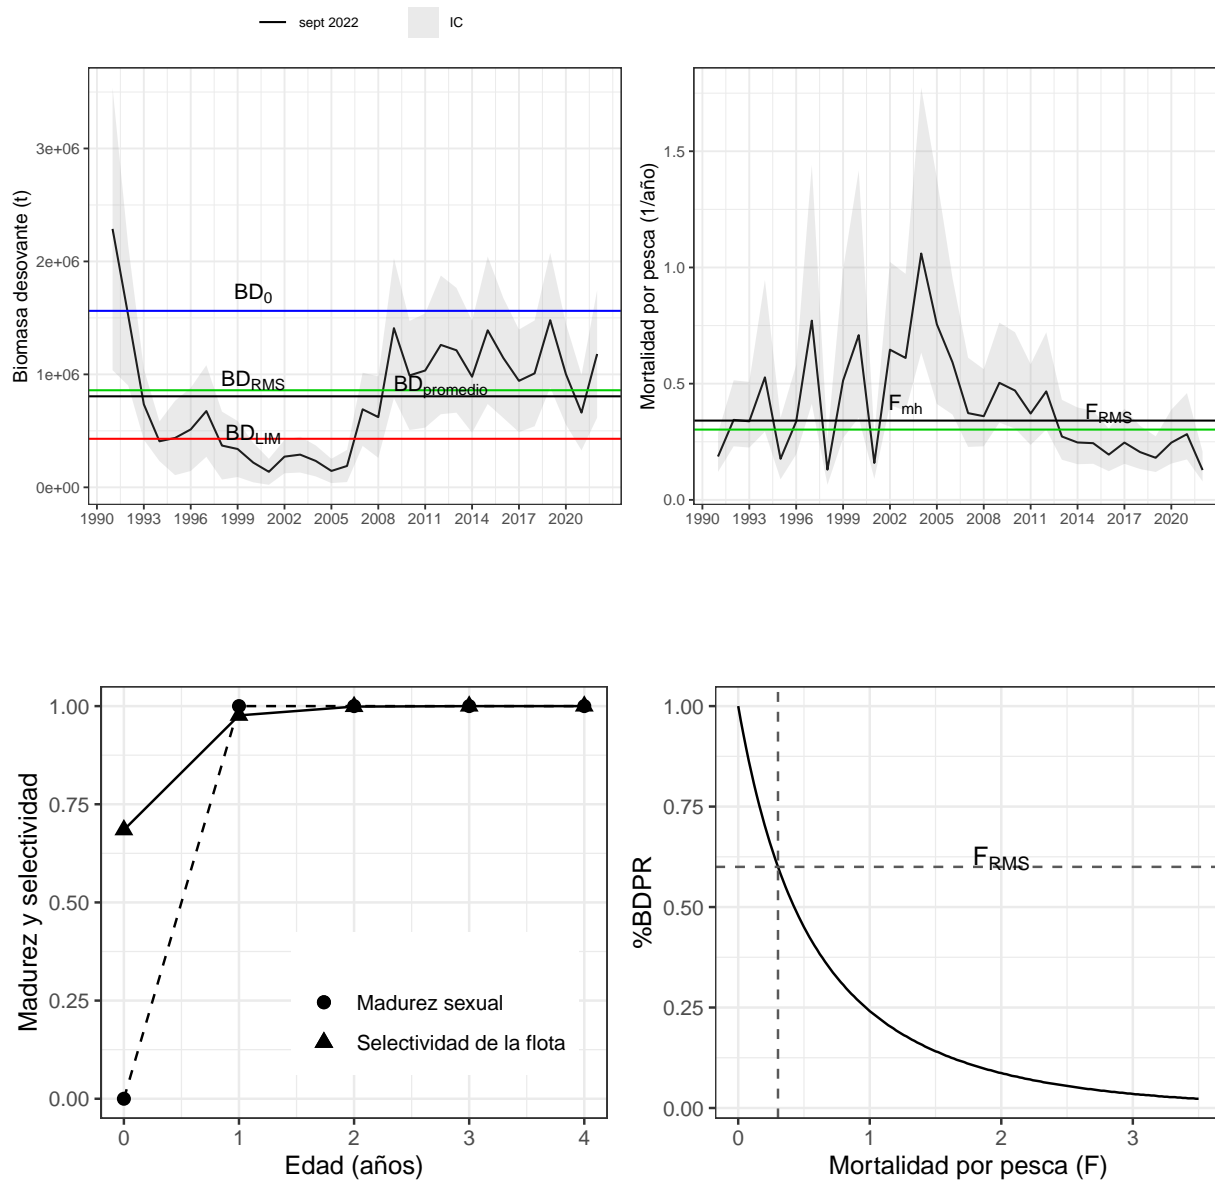 sept 2022 IC
Biomasa desovante (t)
3e+06
2e+06
1e+06
0e+00
BD0
BDRMS
BDpromedio
BDLIM
1990 1993 1996 1999 2002 2005 2008 2011 2014 2017 2020
Mortalidad por pesca (1/año)
1.5
1.0
0.5
0.0
Fmh
FRMS
1990 1993 1996 1999 2002 2005 2008 2011 2014 2017 2020
Madurez y selectividad
1.00
0.75
0.50
0.25
0.00
Madurez sexual
Selectividad de la flota
0 1 2 3 4
Edad (años)
%BDPR
1.00
0.75
0.50
0.25
0.00
FRMS
0 1 2 3
Mortalidad por pesca (F)